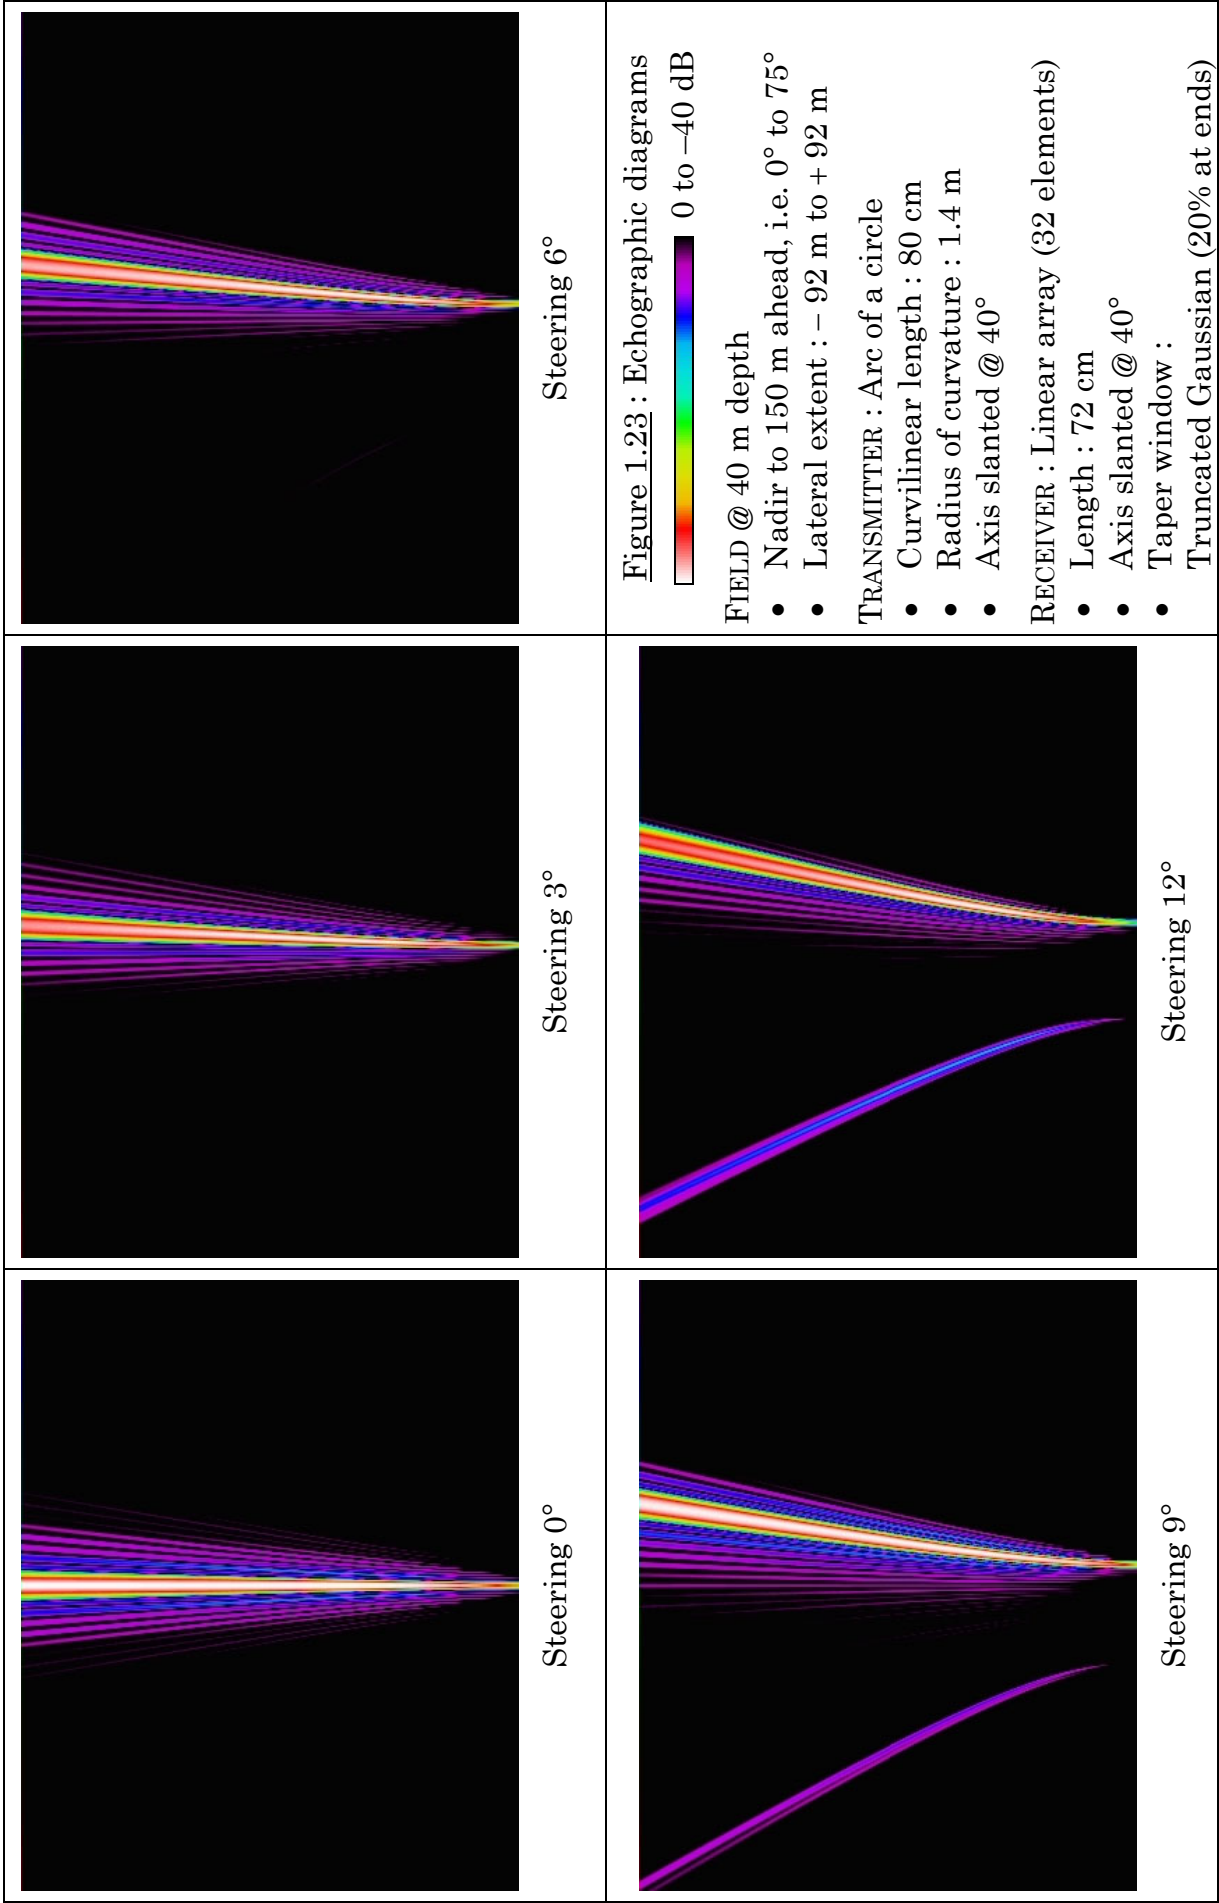 Steering 0°
Steering 3°
Steering 6°
Steering 9°
Steering 12°
Figure 1.23 : Echographic diagrams
0 to –40 dB
FIELD @ 40 m depth
• Nadir to 150 m ahead, i.e. 0° to 75°
• Lateral extent : – 92 m to + 92 m
TRANSMITTER : Arc of a circle
• Curvilinear length : 80 cm
• Radius of curvature : 1.4 m
• Axis slanted @ 40°
RECEIVER : Linear array (32 elements)
• Length : 72 cm
• Axis slanted @ 40°
• Taper window :
Truncated Gaussian (20% at ends)